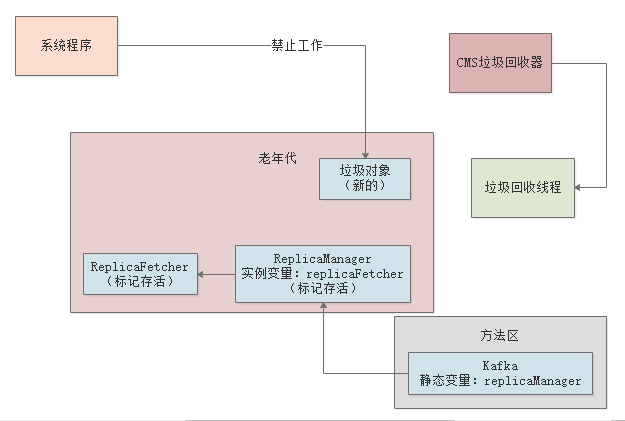 系统程序
禁止工作
CMS垃圾回收器
老年代
垃圾对象
（新的）
垃圾回收线程
ReplicaFetcher
（标记存活）
ReplicaManager
实例变量：replicaFetcher
（标记存活）
方法区
Kafka
静态变量：replicaManager